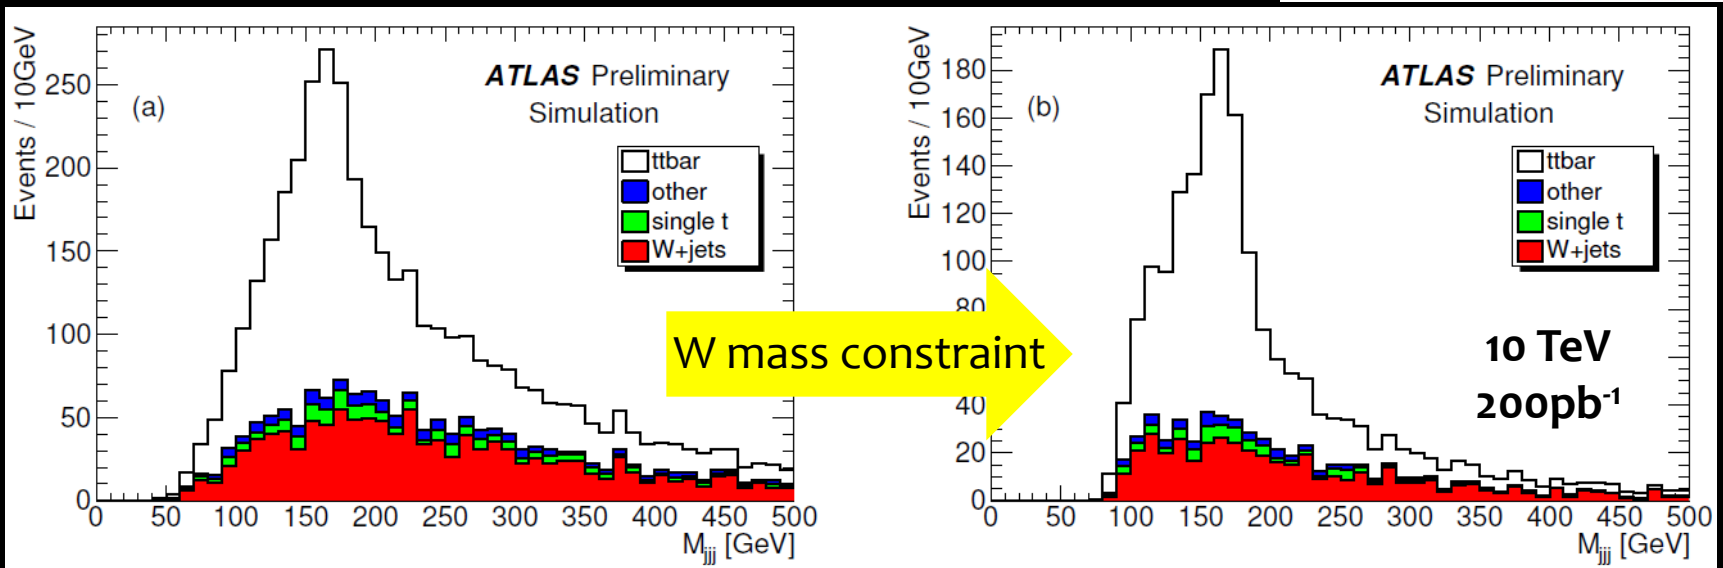 Events / 10GeV
250
200
150
100
50
0
(a)
ATLAS Preliminary
Simulation
ttbar
other
single t
W+jets
0 50 100 150 200 250 300 350 400 450 500
Mjjj [GeV]
W mass constraint
Events / 10GeV
180
160
140
120
100
80
40
20
0
(b)
ATLAS Preliminary
Simulation
ttbar
other
single t
W+jets
10 TeV
200pb-1
0 50 100 150 200 250 300 350 400 450 500
Mjjj [GeV]